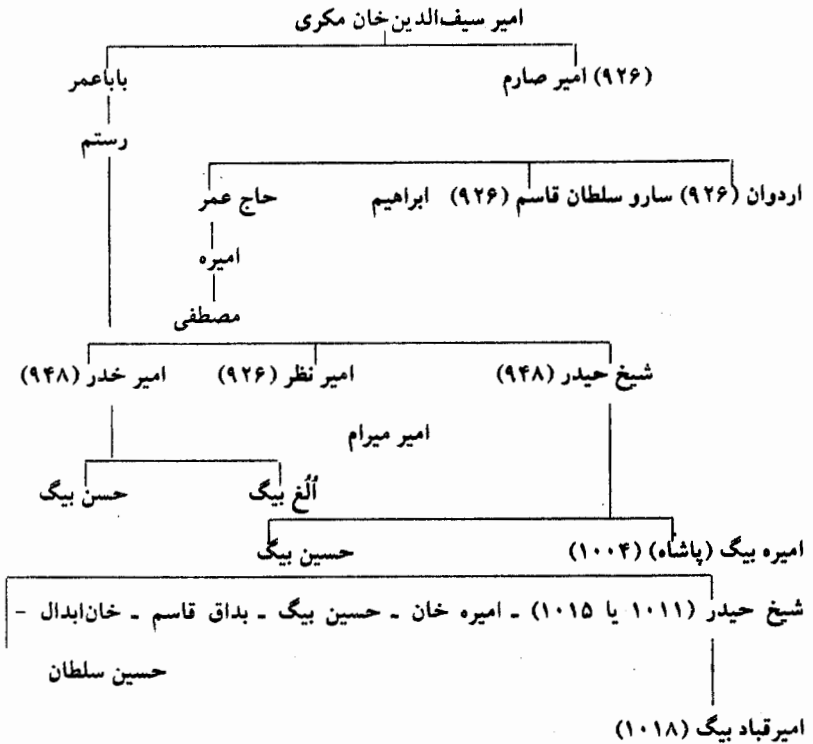 امیر سیف‌الدین‌خان مکری
(۹۲۶) امیر صارم باباعمر
رستم
اردوان (۹۲۶) سارو سلطان قاسم (۹۲۶) ابراهیم حاج عمر
امیره
مصطفی
شیخ حیدر (۹۴۸) امیر نظر (۹۲۶) امیر خدر (۹۴۸)
امیر میرام
اُلُغ بیگ حسن بیگ
امیره بیگ (پاشاه) (۱۰۰۴) حسین بیگ
شیخ حیدر (۱۰۱۱ یا ۱۰۱۵) ـ امیره خان ـ حسین بیگ ـ بداق قاسم ـ خان‌ابدال ـ
حسین سلطان
امیرقباد بیگ (۱۰۱۸)